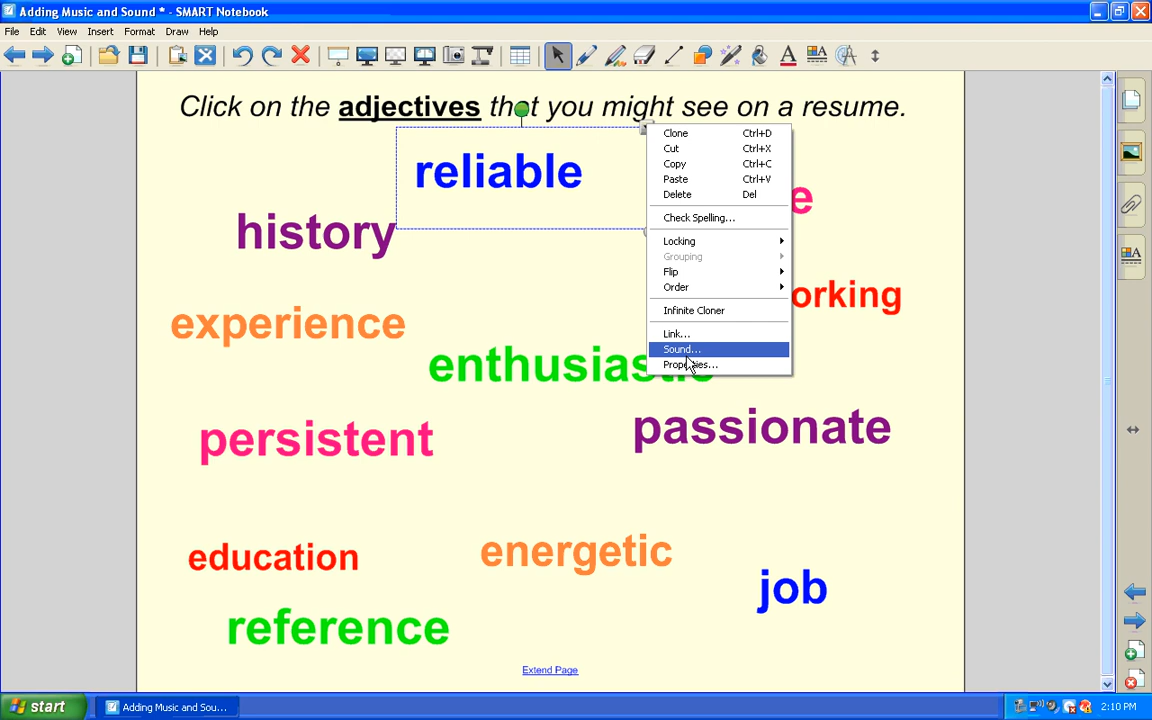 Adding Music and Sound * - SMART Notebook
File Edit View Insert Format Draw Help
Click on the adjectives that you might see on a resume.
reliable
history
experience
orking
enthusiastic
persistent
passionate
education
energetic
job
reference
Extend Page
Clone Ctrl+D
Cut Ctrl+X
Copy Ctrl+C
Paste Ctrl+V
Delete Del
Check Spelling...
Locking
Grouping
Flip
Order
Infinite Cloner
Link...
Sound...
Properties...
start
Adding Music and Sou...
2:10 PM